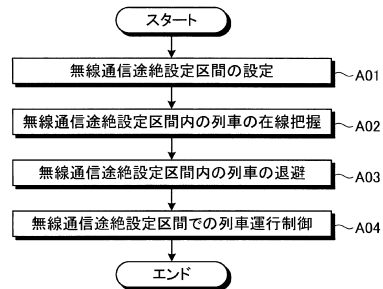 スタート
無線通信途絶設定区間の設定
A01
無線通信途絶設定区間内の列車の在線把握
A02
無線通信途絶設定区間内の列車の退避
A03
無線通信途絶設定区間での列車運行制御
A04
エンド